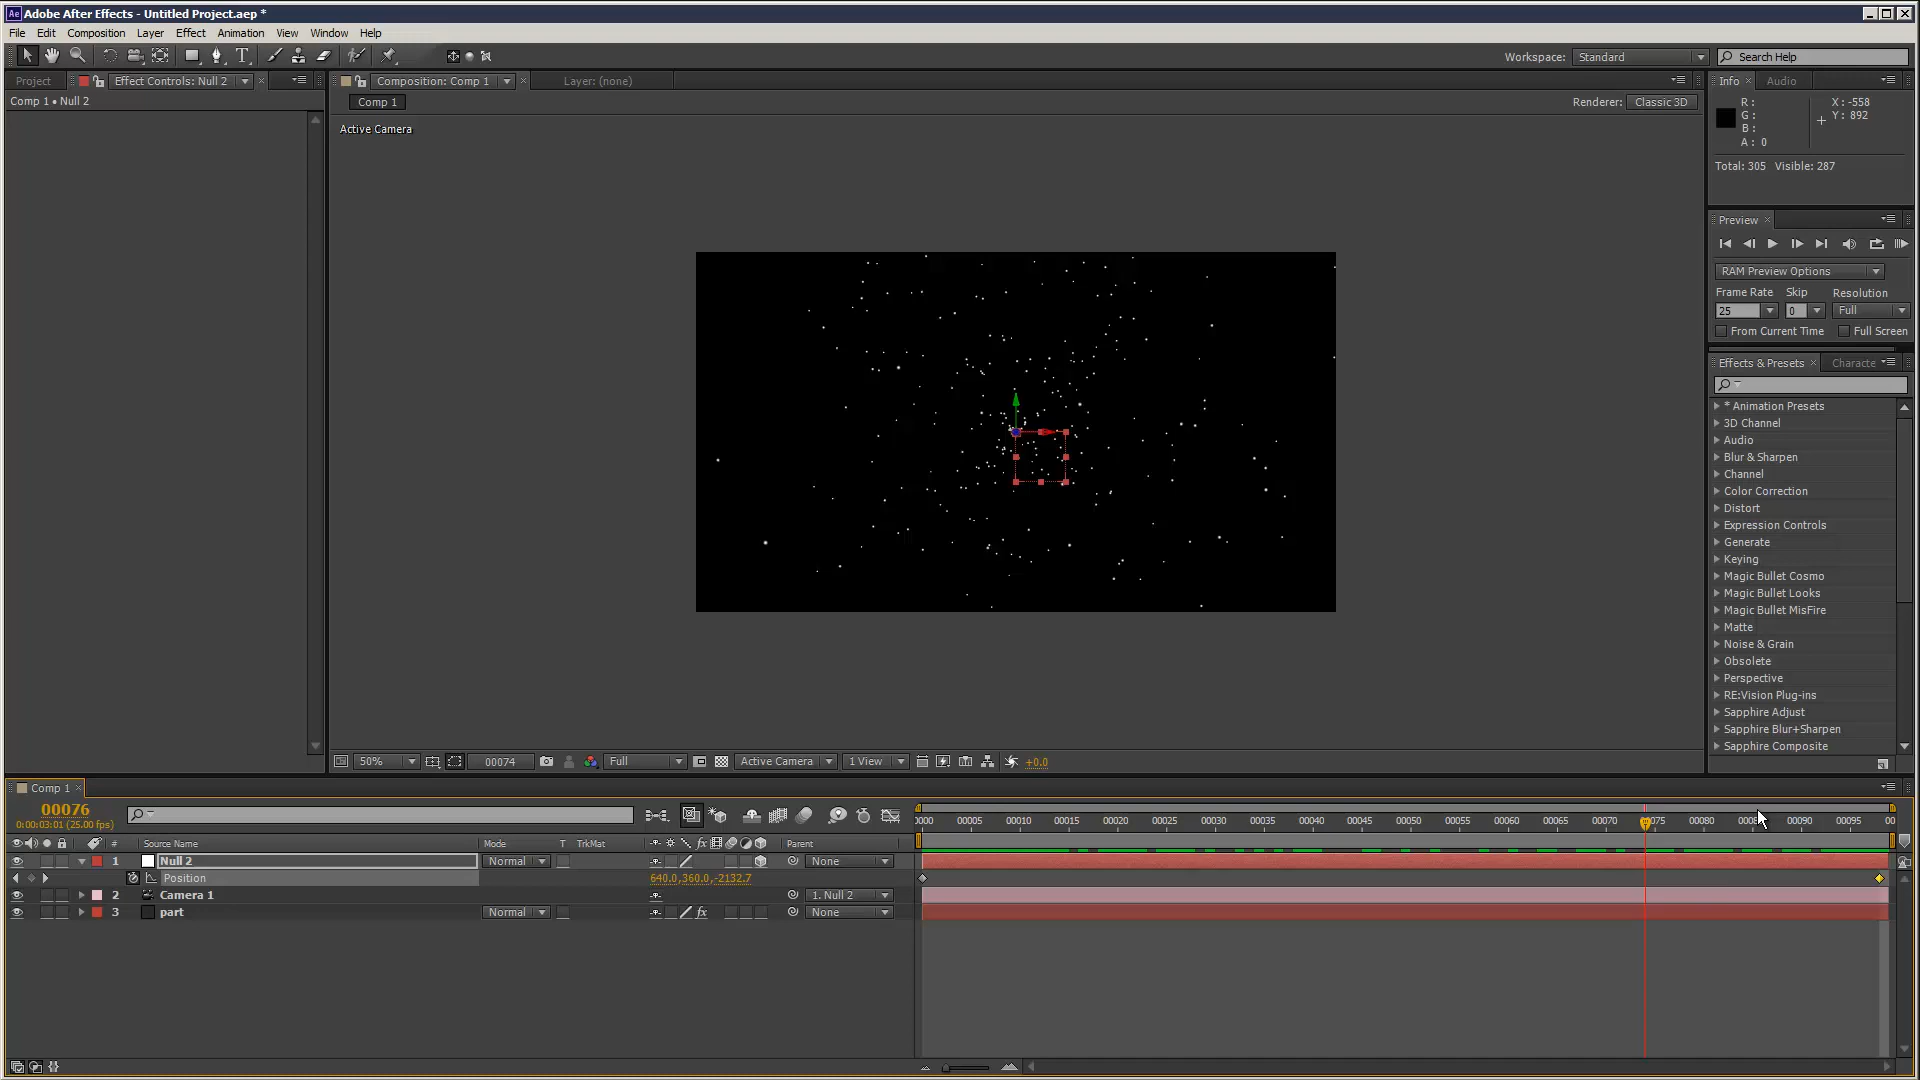 Ae Adobe After Effects - Untitled Project.aep *
File Edit Composition Layer Effect Animation View Window Help
Workspace: Standard Search Help
Project Effect Controls: Null 2 Composition: Comp 1 Layer: (none) Info Audio
Comp 1 • Null 2
Comp 1
Renderer: Classic 3D
Active Camera
R :
G :
B :
A : 0
X : -558
Y : 892
Total: 305 Visible: 287
Preview
RAM Preview Options
Frame Rate Skip Resolution
25 0 Full
From Current Time Full Screen
Effects & Presets Characte
* Animation Presets
3D Channel
Audio
Blur & Sharpen
Channel
Color Correction
Distort
Expression Controls
Generate
Keying
Magic Bullet Cosmo
Magic Bullet Looks
Magic Bullet MisFire
Matte
Noise & Grain
Obsolete
Perspective
RE:Vision Plug-ins
Sapphire Adjust
Sapphire Blur+Sharpen
Sapphire Composite
50% 00074 Full Active Camera 1 View +0.0
Comp 1
00076
0:00:03:01 (25.00 fps)
0000 00005 00010 00015 00020 00025 00030 00035 00040 00045 00050 00055 00060 00065 00070 0075 00080 00090 00095 00
# Source Name Mode T TrkMat fx Parent
1 Null 2 Normal None
Position 640.0,360.0,-2132.7
2 Camera 1 1. Null 2
3 part Normal fx None